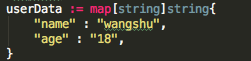 userData := map[string]string{
    "name" : "wangshu",
    "age" : "18",
}